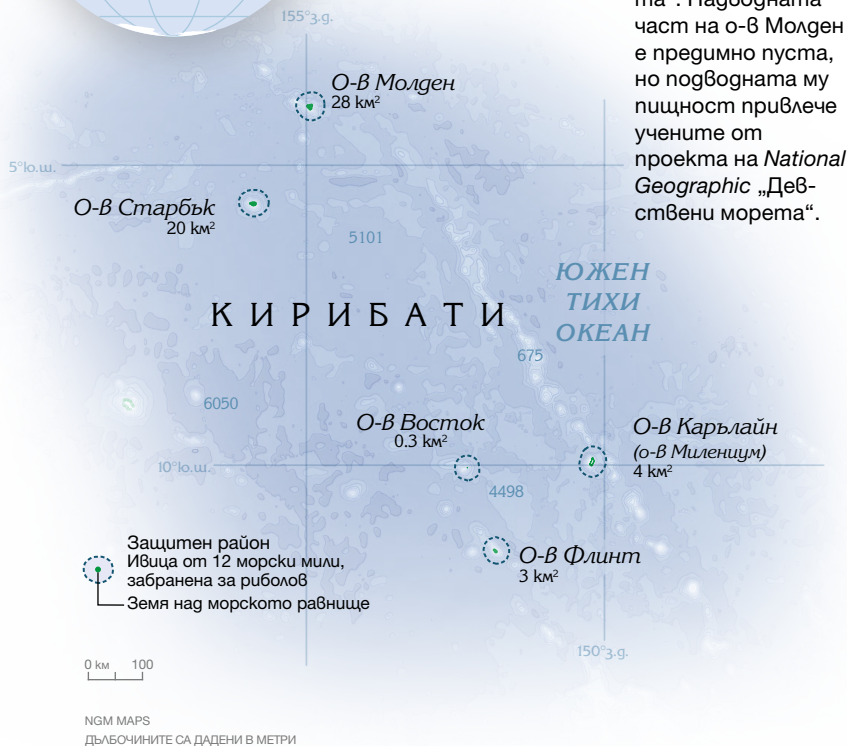 та“. Надводната
част на о-в Молден
е предимно пуста,
но подводната му
пищност привлече
учените от
проекта на National
Geographic „Дев-
ствени морета“.
155°з.д.
О-В Молден
28 км²
5°ю.ш.
О-В Старбък
20 км²
5101
ЮЖЕН
ТИХИ
ОКЕАН
КИРИБАТИ
675
6050
О-В Восток
0.3 км²
О-В Карълайн
(о-в Милениум)
4 км²
10°ю.ш.
4498
О-В Флинт
3 км²
Защитен район
Ивица от 12 морски мили,
забранена за риболов
Земя над морското равнище
150°з.д.
0 км 100
NGM MAPS
ДЪЛБОЧИНИТЕ СА ДАДЕНИ В МЕТРИ